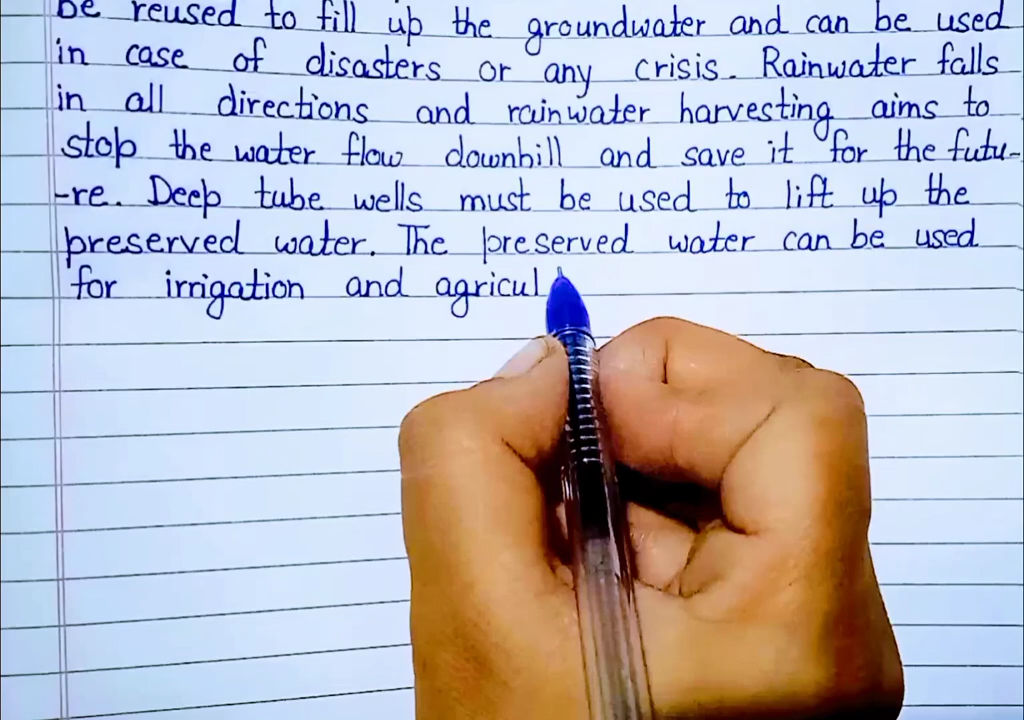 be reused to fill up the groundwater and can be used
in case of disasters or any crisis. Rainwater falls
in all directions and rainwater harvesting aims to
stop the water flow downhill and save it for the futu-
-re. Deep tube wells must be used to lift up the
preserved water. The preserved water can be used
for irrigation and agricul